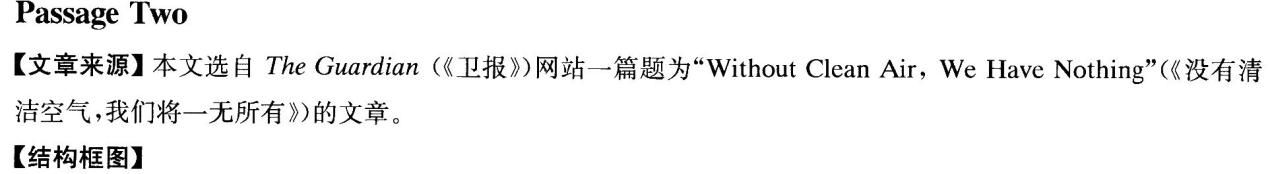 Passage Two
【文章来源】本文选自 The Guardian (《卫报》)网站一篇题为“Without Clean Air, We Have Nothing”(《没有清
洁空气,我们将一无所有》)的文章。
【结构框图】